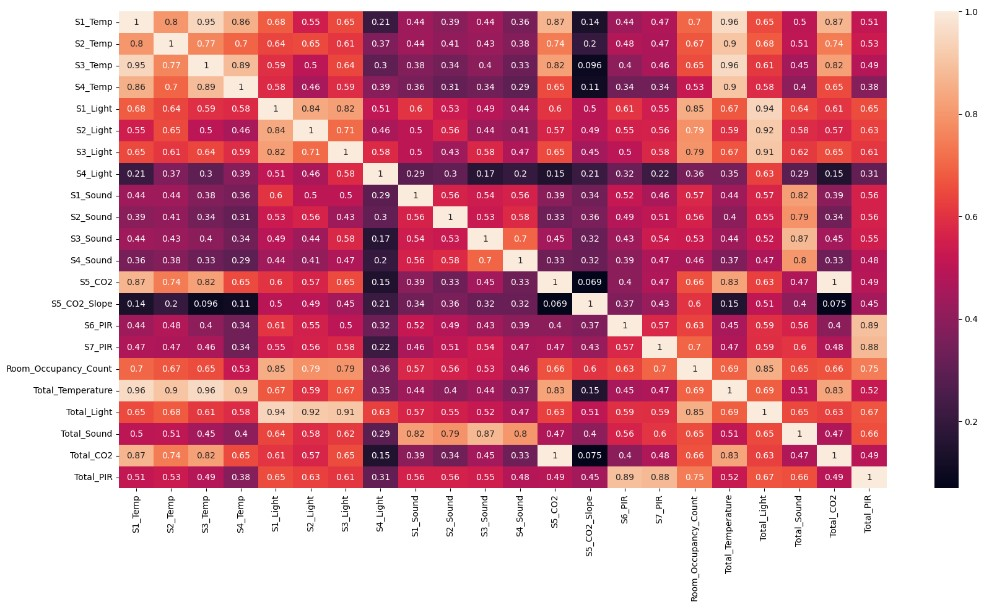 S1_Temp 1 0.8 0.95 0.86 0.68 0.55 0.65 0.21 0.44 0.39 0.44 0.36 0.87 0.14 0.44 0.47 0.7 0.96 0.65 0.5 0.87 0.51
S2_Temp 0.8 1 0.77 0.7 0.64 0.65 0.61 0.37 0.44 0.41 0.43 0.38 0.74 0.2 0.48 0.47 0.67 0.9 0.68 0.51 0.74 0.53
S3_Temp 0.95 0.77 1 0.89 0.59 0.5 0.64 0.3 0.38 0.34 0.4 0.33 0.82 0.096 0.4 0.46 0.65 0.96 0.61 0.45 0.82 0.49
S4_Temp 0.86 0.7 0.89 1 0.58 0.46 0.59 0.39 0.36 0.31 0.34 0.29 0.65 0.11 0.34 0.34 0.53 0.9 0.58 0.4 0.65 0.38
S1_Light 0.68 0.64 0.59 0.58 1 0.84 0.82 0.51 0.6 0.53 0.49 0.44 0.6 0.5 0.61 0.55 0.85 0.67 0.94 0.64 0.61 0.65
S2_Light 0.55 0.65 0.5 0.46 0.84 1 0.71 0.46 0.5 0.56 0.44 0.41 0.57 0.49 0.55 0.56 0.79 0.59 0.92 0.58 0.57 0.63
S3_Light 0.65 0.61 0.64 0.59 0.82 0.71 1 0.58 0.5 0.43 0.58 0.47 0.65 0.45 0.5 0.58 0.79 0.67 0.91 0.62 0.65 0.61
S4_Light 0.21 0.37 0.3 0.39 0.51 0.46 0.58 1 0.29 0.3 0.17 0.2 0.15 0.21 0.32 0.22 0.36 0.35 0.63 0.29 0.15 0.31
S1_Sound 0.44 0.44 0.38 0.36 0.6 0.5 0.5 0.29 1 0.56 0.54 0.56 0.39 0.34 0.52 0.46 0.57 0.44 0.57 0.82 0.39 0.56
S2_Sound 0.39 0.41 0.34 0.31 0.53 0.56 0.43 0.3 0.56 1 0.53 0.58 0.33 0.36 0.49 0.51 0.56 0.4 0.55 0.79 0.34 0.56
S3_Sound 0.44 0.43 0.4 0.34 0.49 0.44 0.58 0.17 0.54 0.53 1 0.7 0.45 0.32 0.43 0.54 0.53 0.44 0.52 0.87 0.45 0.55
S4_Sound 0.36 0.38 0.33 0.29 0.44 0.41 0.47 0.2 0.56 0.58 0.7 1 0.33 0.32 0.39 0.47 0.46 0.37 0.47 0.8 0.33 0.48
S5_CO2 0.87 0.74 0.82 0.65 0.6 0.57 0.65 0.15 0.39 0.33 0.45 0.33 1 0.069 0.4 0.47 0.66 0.83 0.63 0.47 1 0.49
S5_CO2_Slope 0.14 0.2 0.096 0.11 0.5 0.49 0.45 0.21 0.34 0.36 0.32 0.32 0.069 1 0.37 0.43 0.6 0.15 0.51 0.4 0.075 0.45
S6_PIR 0.44 0.48 0.4 0.34 0.61 0.55 0.5 0.32 0.52 0.49 0.43 0.39 0.4 0.37 1 0.57 0.63 0.45 0.59 0.56 0.4 0.89
S7_PIR 0.47 0.47 0.46 0.34 0.55 0.56 0.58 0.22 0.46 0.51 0.54 0.47 0.47 0.43 0.57 1 0.7 0.47 0.59 0.6 0.48 0.88
Room_Occupancy_Count 0.7 0.67 0.65 0.53 0.85 0.79 0.79 0.36 0.57 0.56 0.53 0.46 0.66 0.6 0.63 0.7 1 0.69 0.85 0.65 0.66 0.75
Total_Temperature 0.96 0.9 0.96 0.9 0.67 0.59 0.67 0.35 0.44 0.4 0.44 0.37 0.83 0.15 0.45 0.47 0.69 1 0.69 0.51 0.83 0.52
Total_Light 0.65 0.68 0.61 0.58 0.94 0.92 0.91 0.63 0.57 0.55 0.52 0.47 0.63 0.51 0.59 0.59 0.85 0.69 1 0.65 0.63 0.67
Total_Sound 0.5 0.51 0.45 0.4 0.64 0.58 0.62 0.29 0.82 0.79 0.87 0.8 0.47 0.4 0.56 0.6 0.65 0.51 0.65 1 0.47 0.66
Total_CO2 0.87 0.74 0.82 0.65 0.61 0.57 0.65 0.15 0.39 0.34 0.45 0.33 1 0.075 0.4 0.48 0.66 0.83 0.63 0.47 1 0.49
Total_PIR 0.51 0.53 0.49 0.38 0.65 0.63 0.61 0.31 0.56 0.56 0.55 0.48 0.49 0.45 0.89 0.88 0.75 0.52 0.67 0.66 0.49 1
S1_Temp
S2_Temp
S3_Temp
S4_Temp
S1_Light
S2_Light
S3_Light
S4_Light
S1_Sound
S2_Sound
S3_Sound
S4_Sound
S5_CO2
S5_CO2_Slope
S6_PIR
S7_PIR
Room_Occupancy_Count
Total_Temperature
Total_Light
Total_Sound
Total_CO2
Total_PIR
1.0
0.8
0.6
0.4
0.2